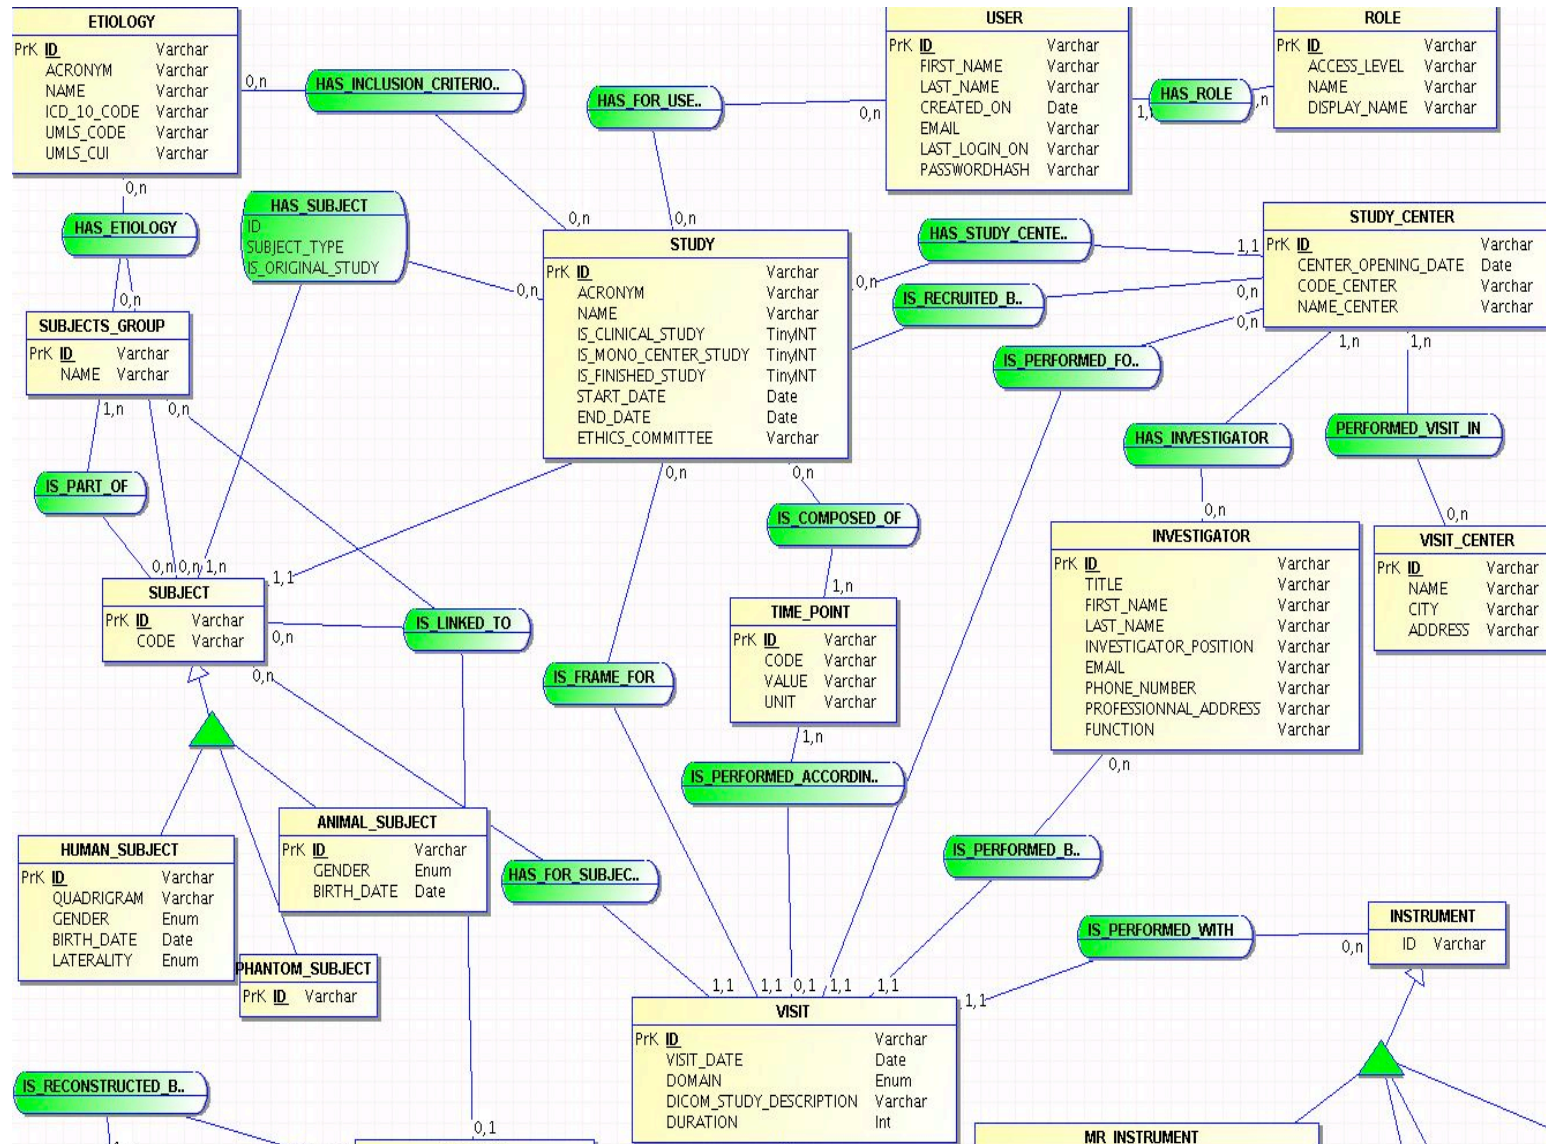 ETIOLOGY
PrK ID Varchar
ACRONYM Varchar
NAME Varchar
ICD_10_CODE Varchar
UMLS_CODE Varchar
UMLS_CUI Varchar
0,n
HAS_INCLUSION_CRITERIO..
0,n
HAS_FOR_USE..
0,n
0,n
USER
PrK ID Varchar
FIRST_NAME Varchar
LAST_NAME Varchar
CREATED_ON Date
EMAIL Varchar
LAST_LOGIN_ON Varchar
PASSWORDHASH Varchar
HAS_ROLE
ROLE
PrK ID Varchar
ACCESS_LEVEL Varchar
NAME Varchar
DISPLAY_NAME Varchar
0,n
HAS_ETIOLOGY
0,n
HAS_SUBJECT
ID
SUBJECT_TYPE
IS_ORIGINAL_STUDY
0,n
SUBJECTS_GROUP
PrK ID Varchar
NAME Varchar
1,n
0,n
STUDY
PrK ID Varchar
ACRONYM Varchar
NAME Varchar
IS_CLINICAL_STUDY TinyINT
IS_MONO_CENTER_STUDY TinyINT
IS_FINISHED_STUDY TinyINT
START_DATE Date
END_DATE Date
ETHICS_COMMITTEE Varchar
0,n
0,n
HAS_STUDY_CENTE..
1,1
0,n
IS_RECRUITED_B..
0,n
IS_PERFORMED_FO..
0,n
STUDY_CENTER
PrK ID Varchar
CENTER_OPENING_DATE Date
CODE_CENTER Varchar
NAME_CENTER Varchar
1,n
1,n
HAS_INVESTIGATOR
0,n
PERFORMED_VISIT_IN
0,n
IS_PART_OF
0,n
0,n
1,n
1,1
SUBJECT
PrK ID Varchar
CODE Varchar
0,n
0,n
IS_LINKED_TO
IS_COMPOSED_OF
1,n
TIME_POINT
PrK ID Varchar
CODE Varchar
VALUE Varchar
UNIT Varchar
1,n
INVESTIGATOR
PrK ID Varchar
TITLE Varchar
FIRST_NAME Varchar
LAST_NAME Varchar
INVESTIGATOR_POSITION Varchar
EMAIL Varchar
PHONE_NUMBER Varchar
PROFESSIONNAL_ADDRESS Varchar
FUNCTION Varchar
0,n
VISIT_CENTER
PrK ID Varchar
NAME Varchar
CITY Varchar
ADDRESS Varchar
IS_FRAME_FOR
IS_PERFORMED_ACCORDIN..
HUMAN_SUBJECT
PrK ID Varchar
QUADRIGRAM Varchar
GENDER Enum
BIRTH_DATE Date
LATERALITY Enum
ANIMAL_SUBJECT
PrK ID Varchar
GENDER Enum
BIRTH_DATE Date
PHANTOM_SUBJECT
PrK ID Varchar
HAS_FOR_SUBJEC..
IS_PERFORMED_B..
IS_PERFORMED_WITH
0,n
INSTRUMENT
ID Varchar
1,1
1,1
0,1
1,1
1,1
1,1
VISIT
PrK ID Varchar
VISIT_DATE Date
DOMAIN Enum
DICOM_STUDY_DESCRIPTION Varchar
DURATION Int
IS_RECONSTRUCTED_B..
0,1
MR_INSTRUMENT